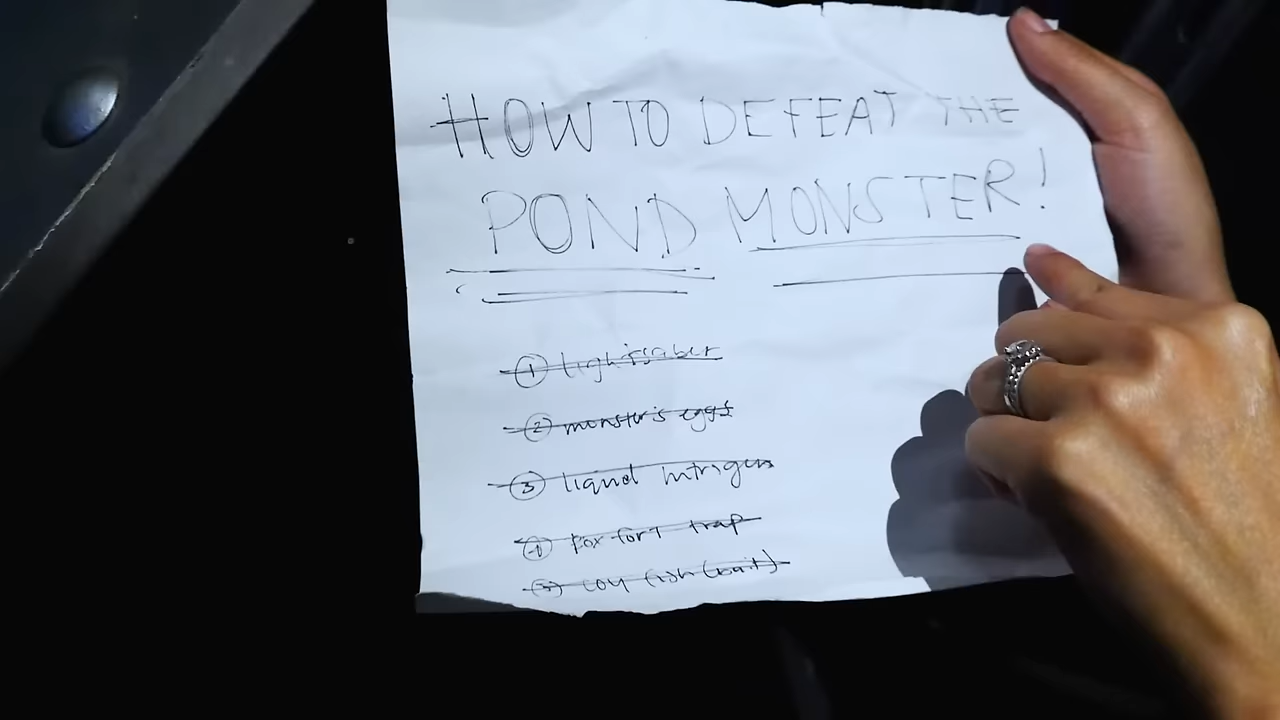 HOW TO DEFEAT THE
POND MONSTER!
① lightsaber
② monster's eggs
③ liquid nitrogen
④ box fort trap
⑤ coy fish (bait)